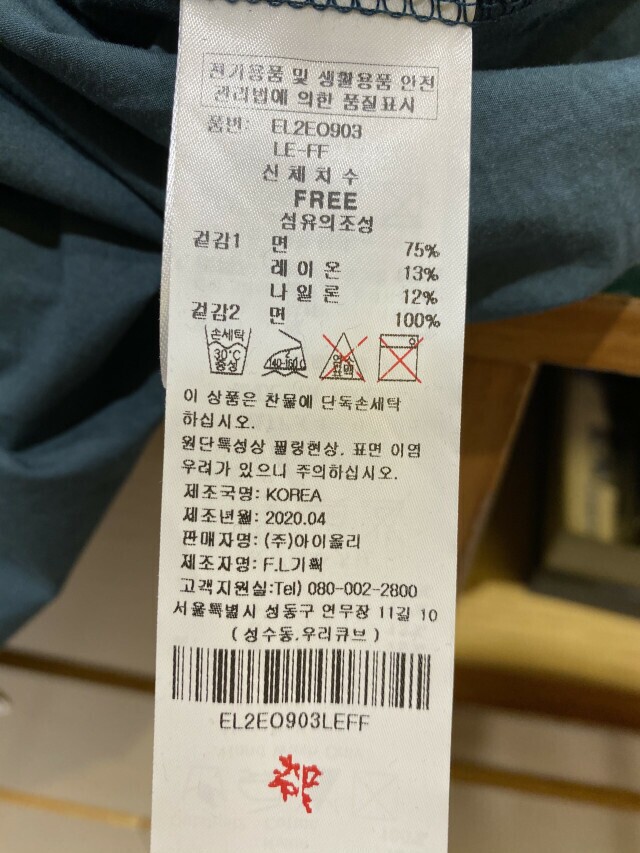 전기용품 및 생활용품 안전
관리법에 의한 품질표시
품번: EL2EO903
LE-FF
신체치수
FREE
섬유의조성
겉감1 면 75%
레이온 13%
나일론 12%
겉감2 면 100%
손세탁
30°C
중성
140-160°C
염소
표백
이 상품은 찬물에 단독손세탁
하십시오.
원단특성상 필링현상, 표면 이염
우려가 있으니 주의하십시오.
제조국명: KOREA
제조년월: 2020.04
판매자명: (주)아이올리
제조자명: F.L기획
고객지원실:Tel) 080-002-2800
서울특별시 성동구 연무장 11길 10
(성수동,우리큐브)
EL2EO903LEFF